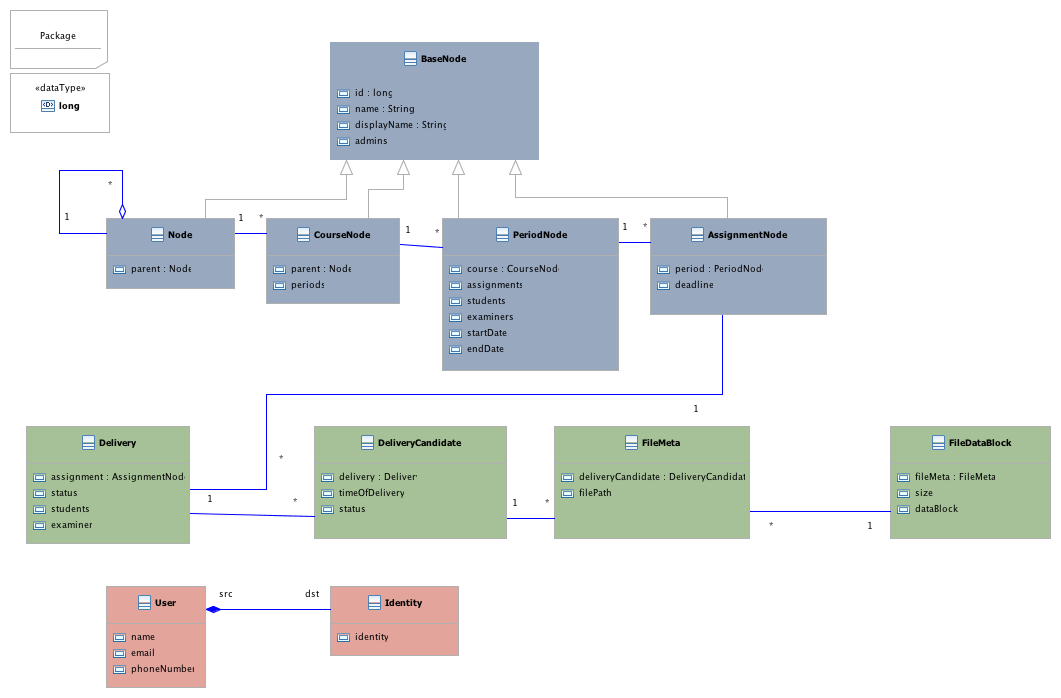 Package
«dataType»
long
BaseNode
id : long
name : String
displayName : String
admins
*
1
Node
parent : Node
1
*
CourseNode
parent : Node
periods
1
*
PeriodNode
course : CourseNode
assignments
students
examiners
startDate
endDate
1
*
AssignmentNode
period : PeriodNode
deadline
1
*
Delivery
assignment : AssignmentNode
status
students
examiner
1
*
DeliveryCandidate
delivery : Delivery
timeOfDelivery
status
1
*
FileMeta
deliveryCandidate : DeliveryCandidat
filePath
*
1
FileDataBlock
fileMeta : FileMeta
size
dataBlock
User
name
email
phoneNumber
src
dst
Identity
identity